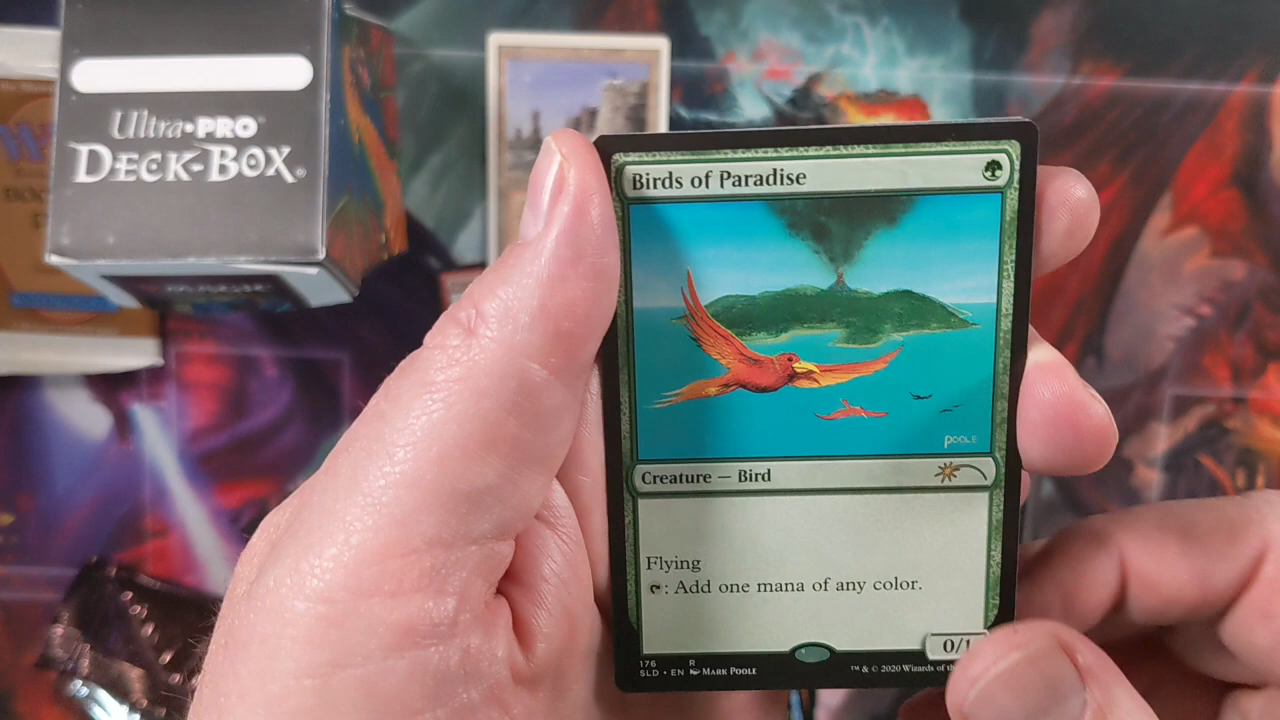 Ultra•PRO®
DECK-BOX®
Birds of Paradise
POOLE
Creature — Bird
Flying
: Add one mana of any color.
0/1
176 R
SLD • EN MARK POOLE
™ & © 2020 Wizards of